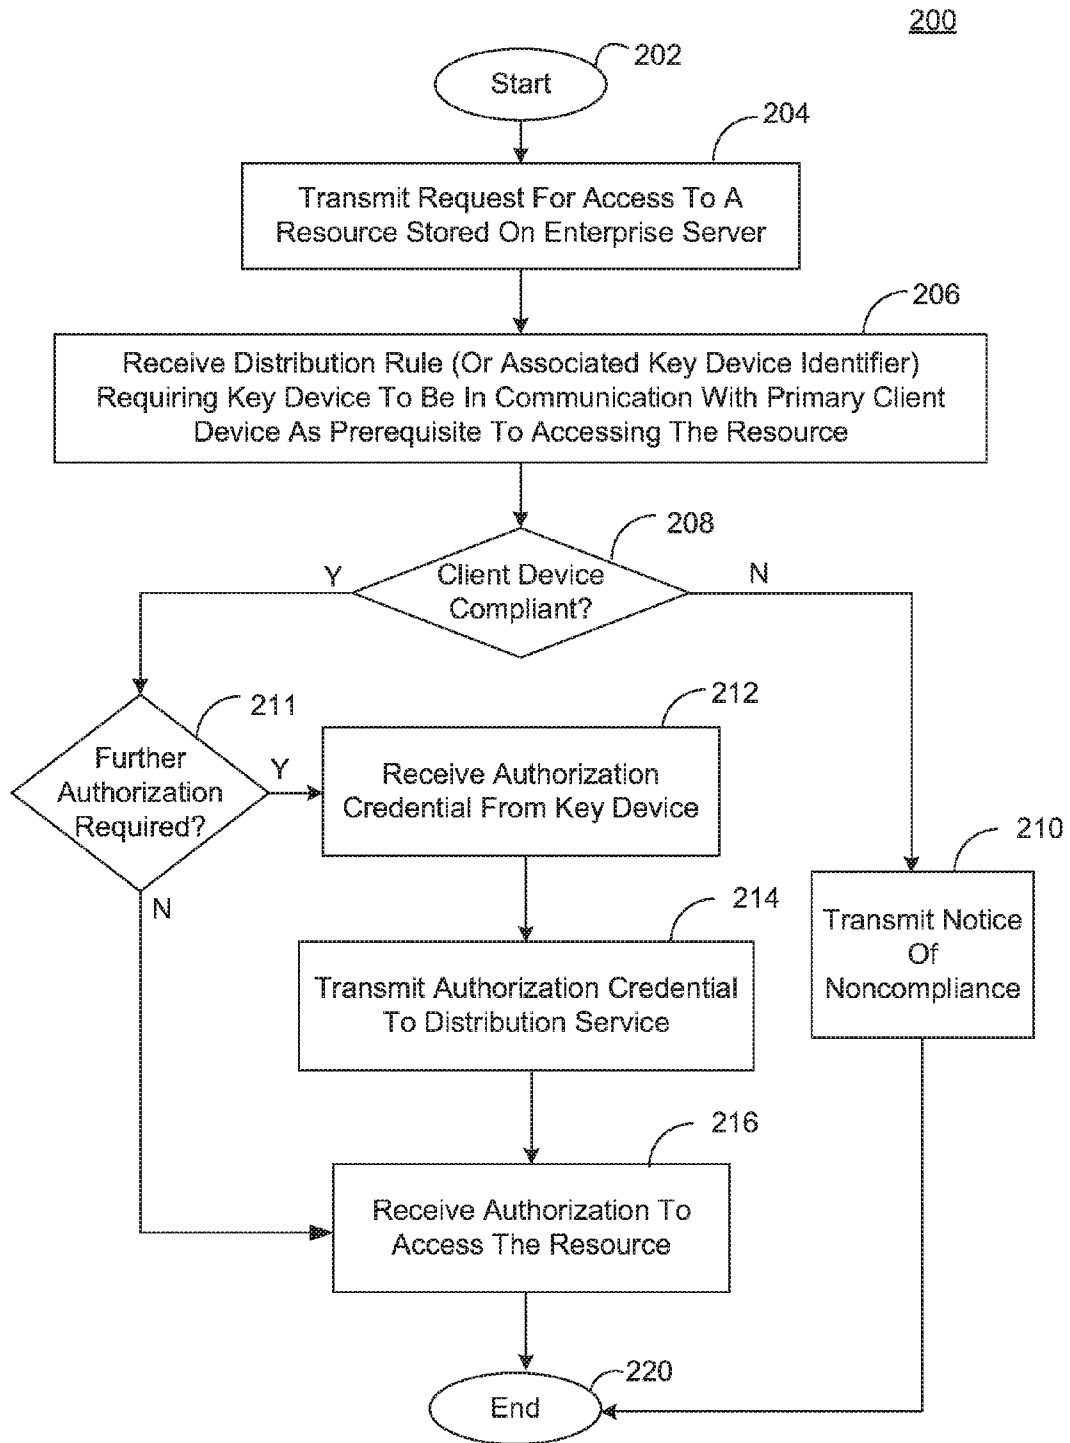 200
202
Start
204
Transmit Request For Access To A
Resource Stored On Enterprise Server
206
Receive Distribution Rule (Or Associated Key Device Identifier)
Requiring Key Device To Be In Communication With Primary Client
Device As Prerequisite To Accessing The Resource
208
Y
Client Device
Compliant?
N
211
Further
Authorization
Required?
Y
N
212
Receive Authorization
Credential From Key Device
210
Transmit Notice
Of
Noncompliance
214
Transmit Authorization Credential
To Distribution Service
216
Receive Authorization To
Access The Resource
220
End